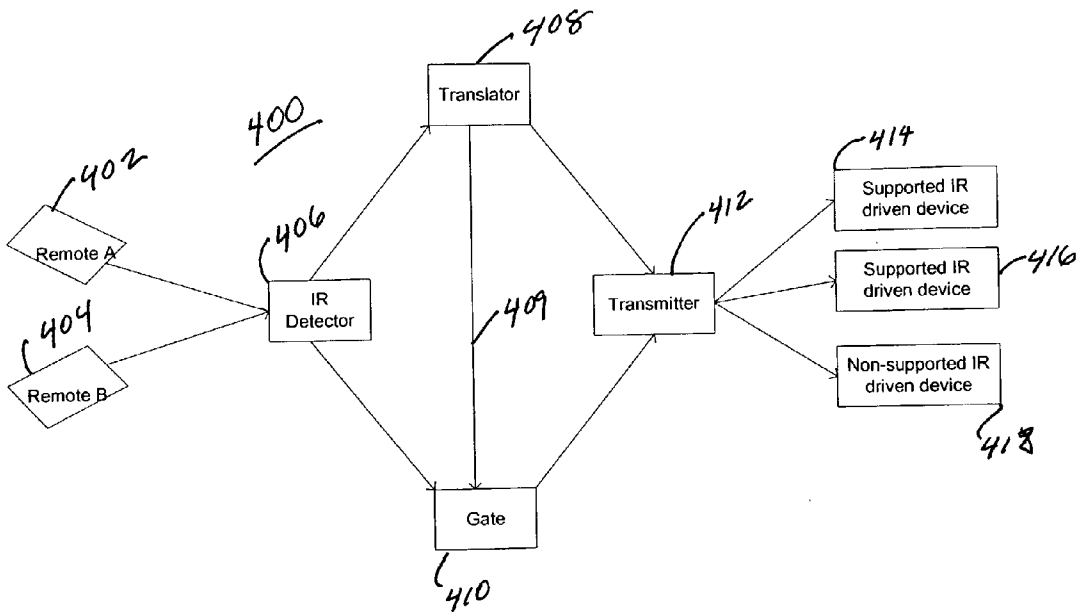 408
Translator
400
402
Remote A
406
IR
Detector
404
Remote B
409
412
Transmitter
414
Supported IR
driven device
Supported IR
driven device
416
Non-supported IR
driven device
418
Gate
410